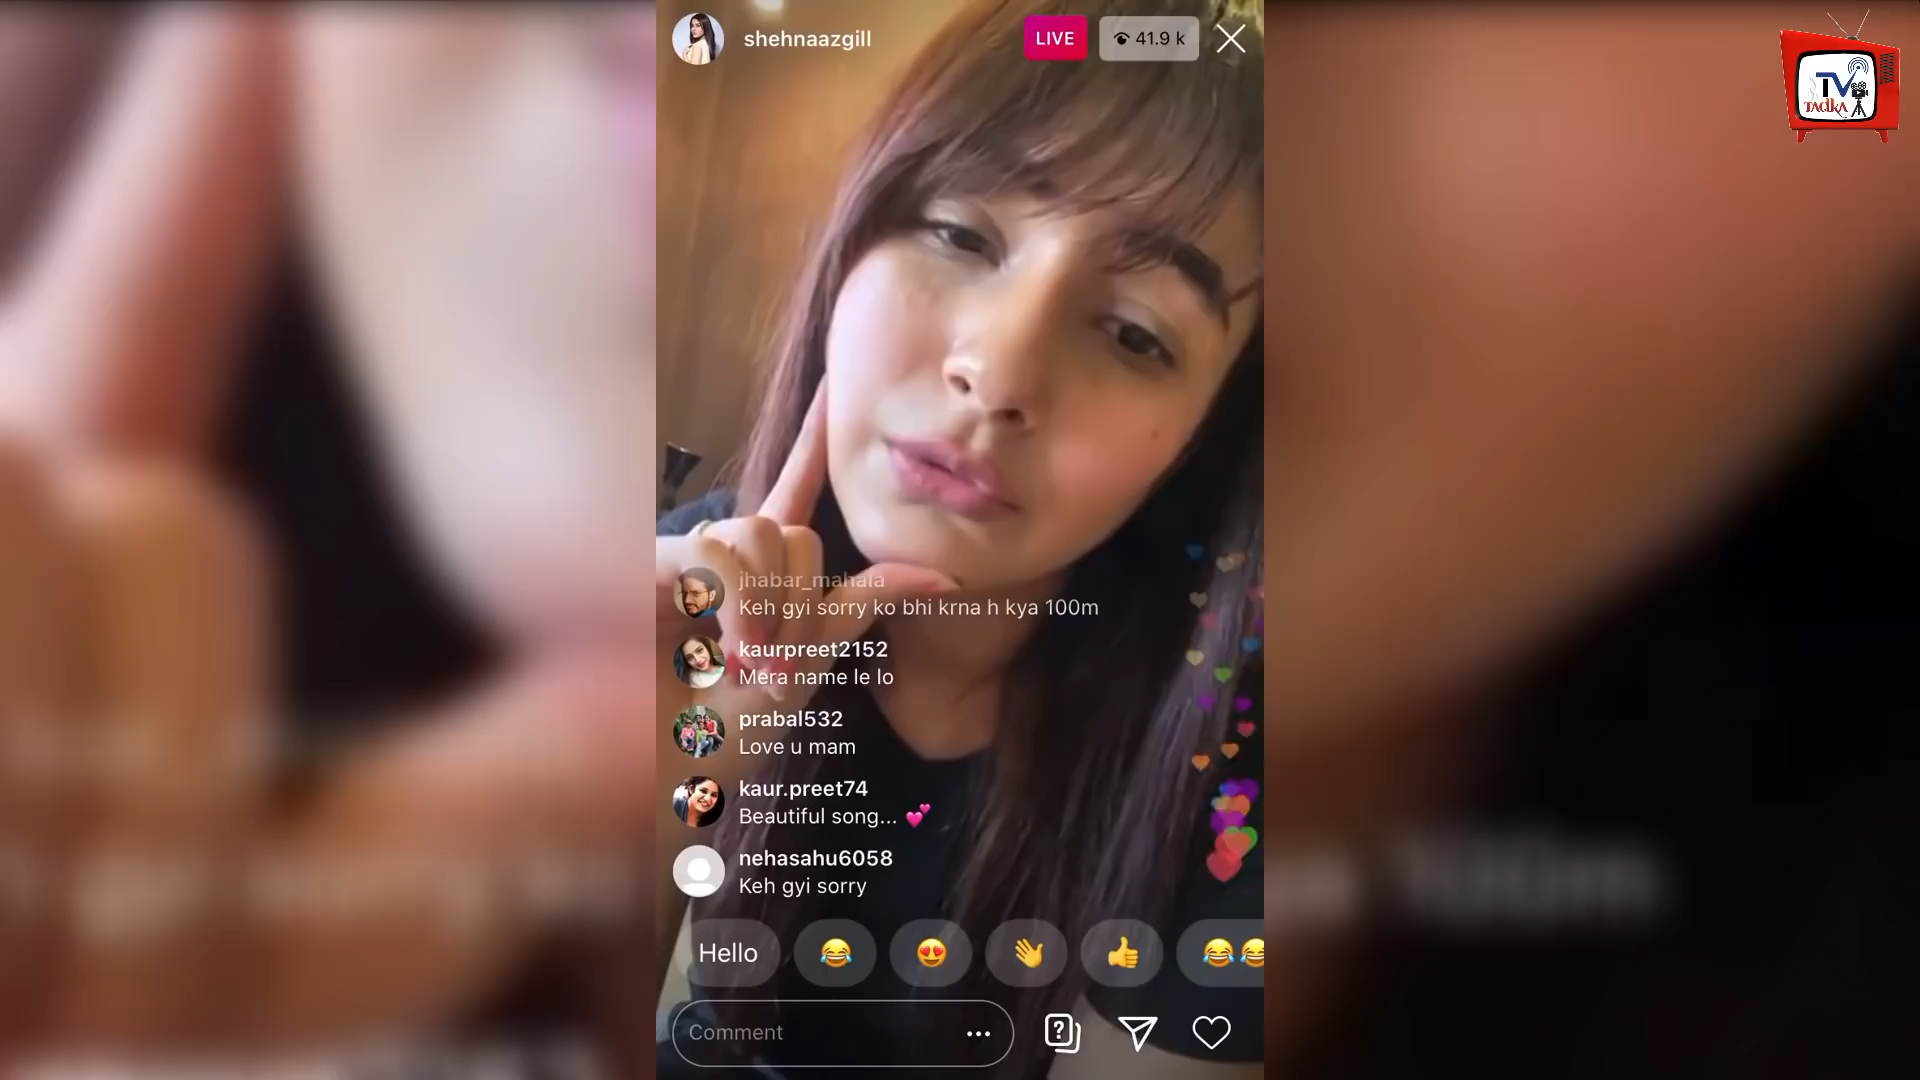 shehnaazgill
LIVE
41.9 k
TV
TADKA
jhabar_mahala
Keh gyi sorry ko bhi krna h kya 100m
kaurpreet2152
Mera name le lo
prabal532
Love u mam
kaur.preet74
Beautiful song... 💕
nehasahu6058
Keh gyi sorry
Hello 😂 😍 👋 👍 😂😂
Comment